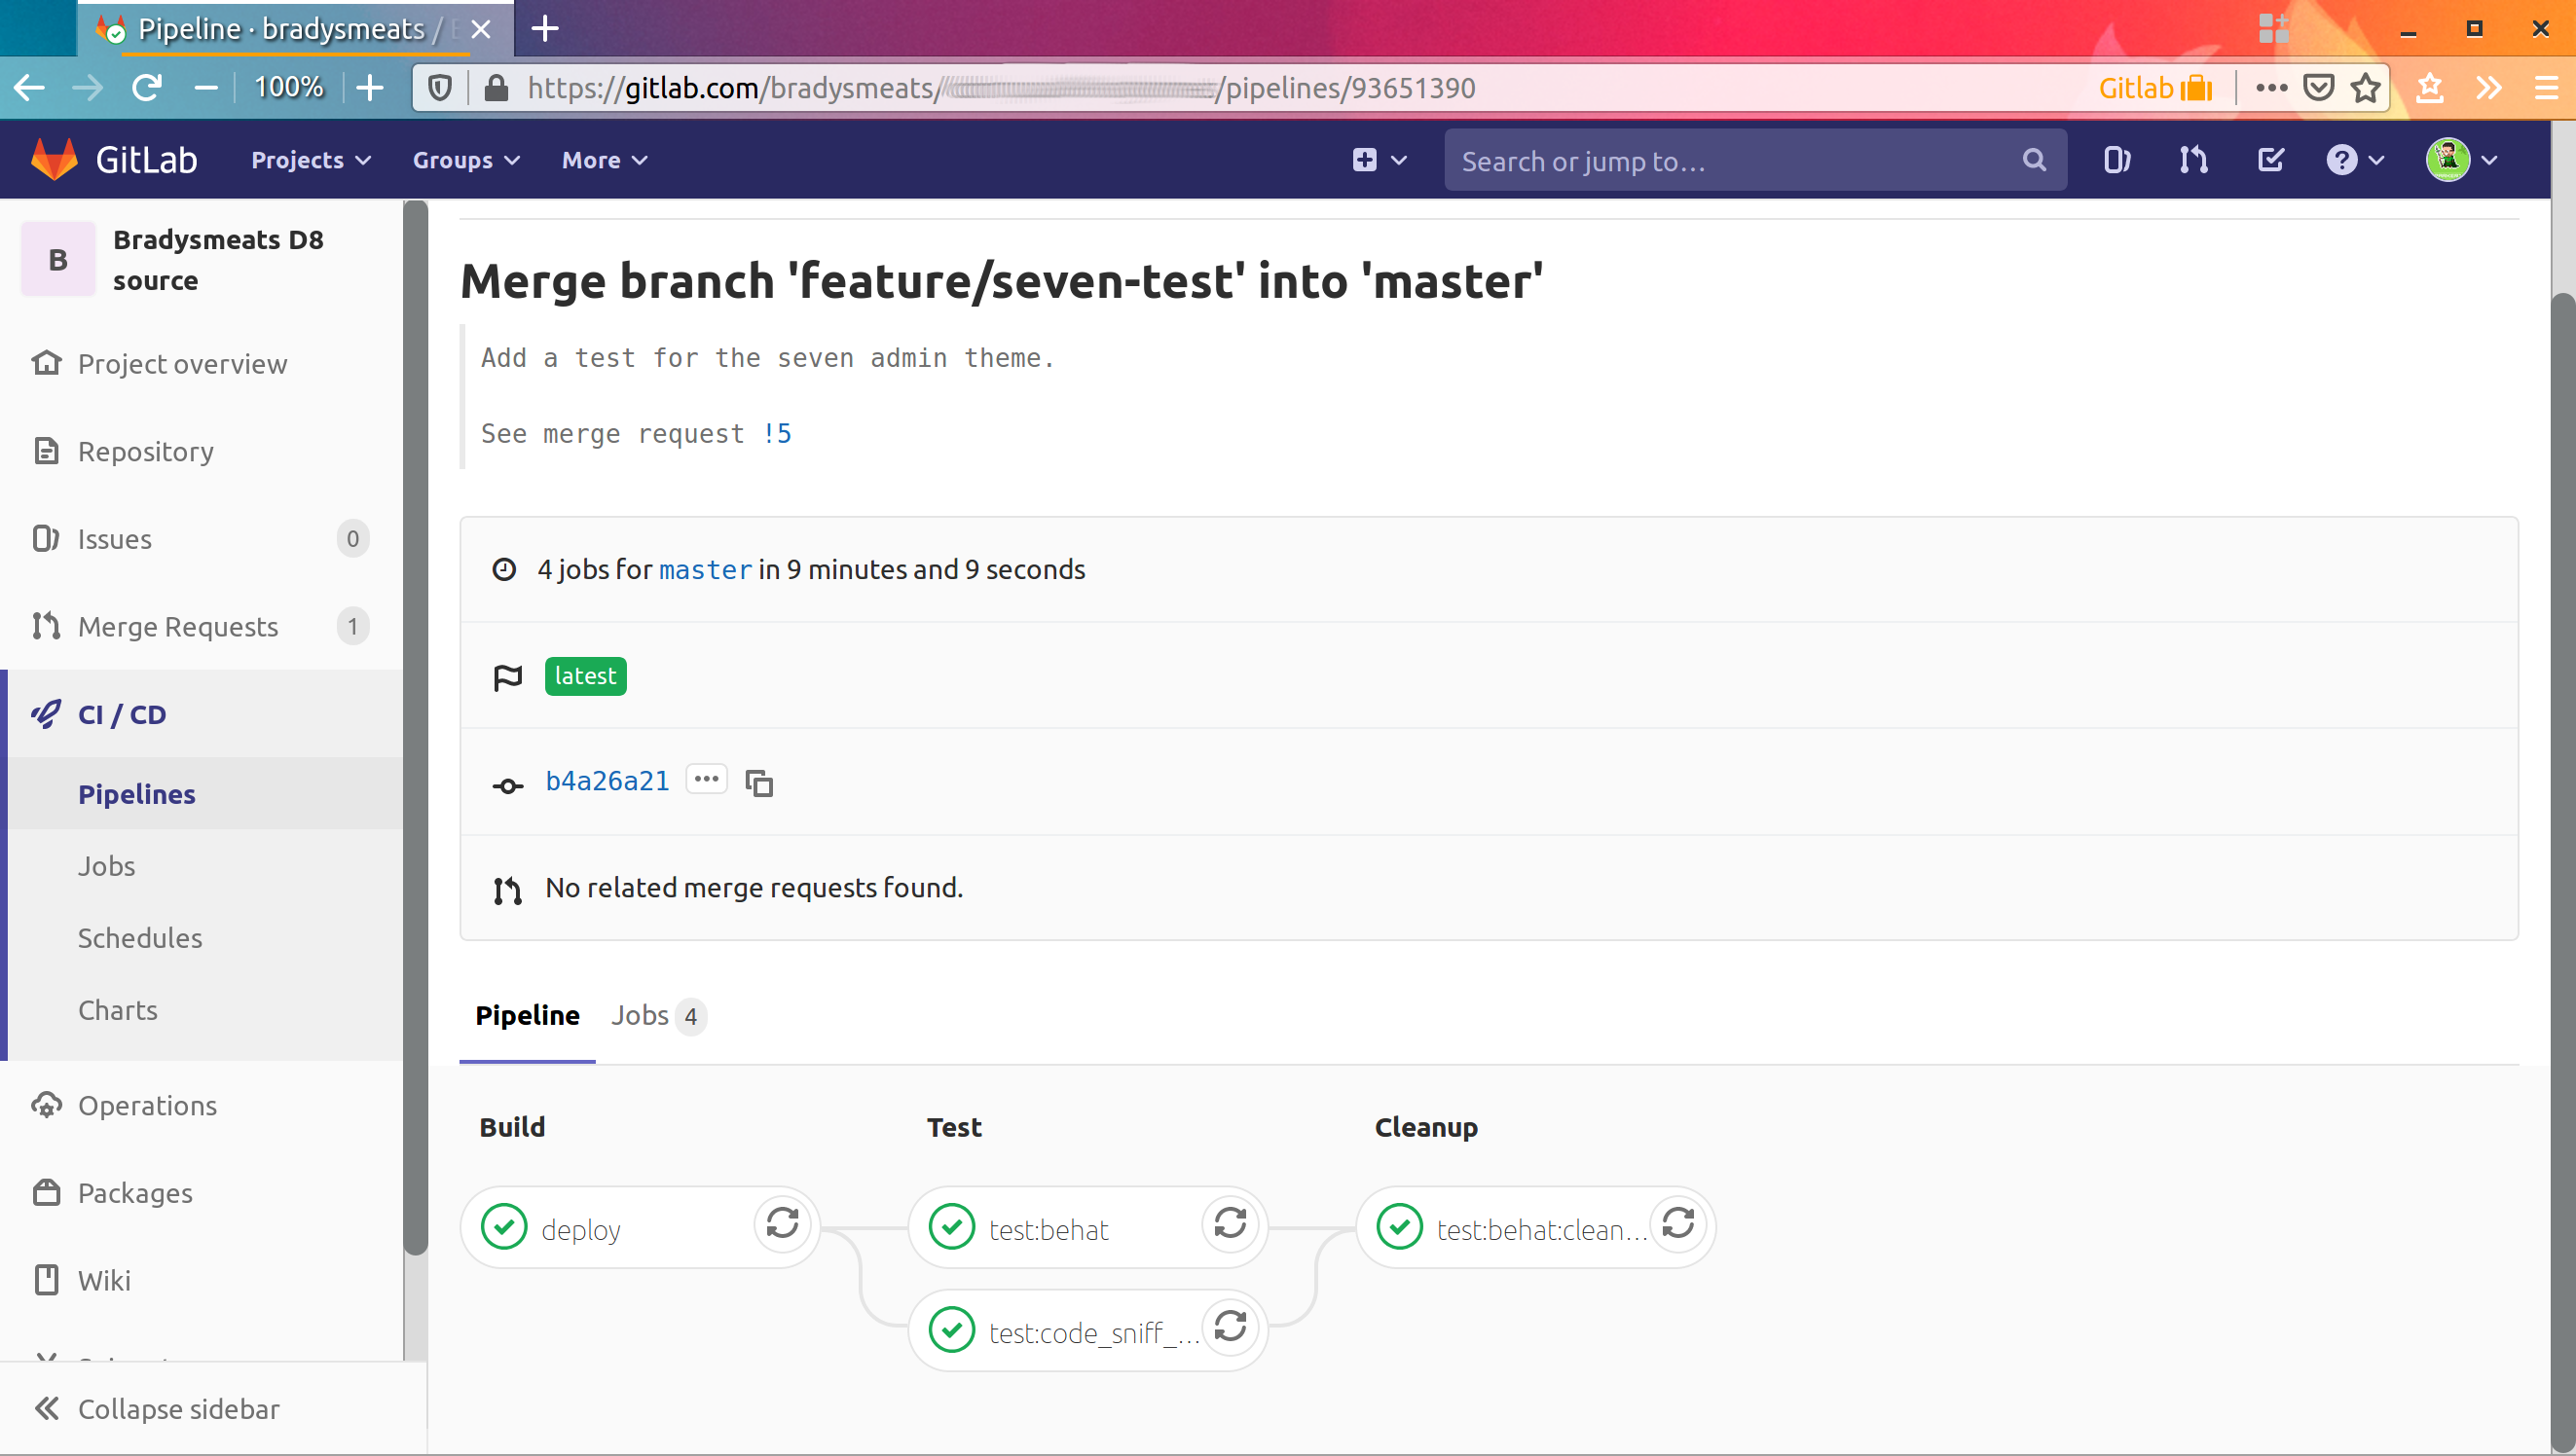 Pipeline · bradysmeats /
100%
https://gitlab.com/bradysmeats/ /pipelines/93651390
Gitlab
GitLab
Projects
Groups
More
Search or jump to…
B
Bradysmeats D8
source
Project overview
Repository
Issues 0
Merge Requests 1
CI / CD
Pipelines
Jobs
Schedules
Charts
Operations
Packages
Wiki
Collapse sidebar
Merge branch 'feature/seven-test' into 'master'
Add a test for the seven admin theme.
See merge request !5
4 jobs for master in 9 minutes and 9 seconds
latest
b4a26a21
No related merge requests found.
Pipeline Jobs 4
Build Test Cleanup
deploy test:behat test:behat:clean...
test:code_sniff_...